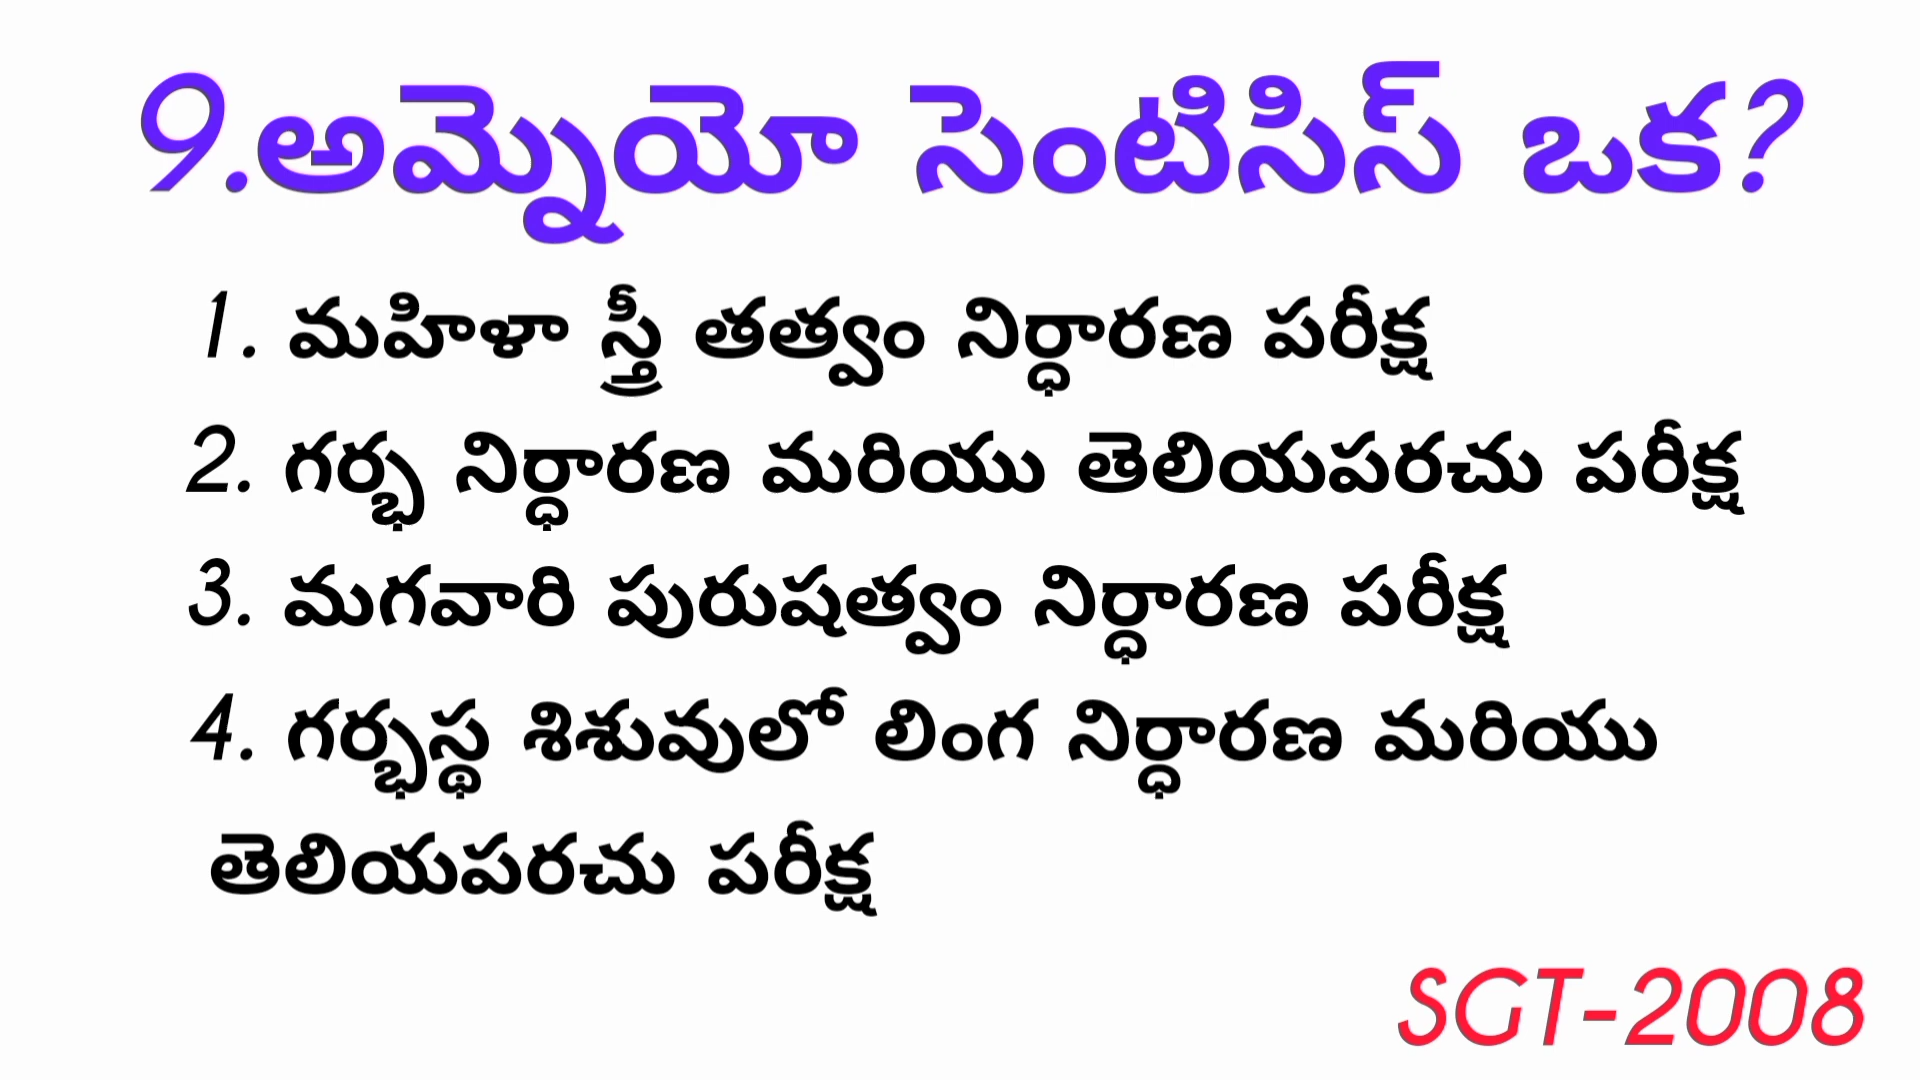 9.అమ్నెయో సెంటిసిస్ ఒక?
1. మహిళా స్త్రీ తత్వం నిర్ధారణ పరీక్ష
2. గర్భ నిర్ధారణ మరియు తెలియపరచు పరీక్ష
3. మగవారి పురుషత్వం నిర్ధారణ పరీక్ష
4. గర్భస్థ శిశువులో లింగ నిర్ధారణ మరియు
తెలియపరచు పరీక్ష
SGT-2008